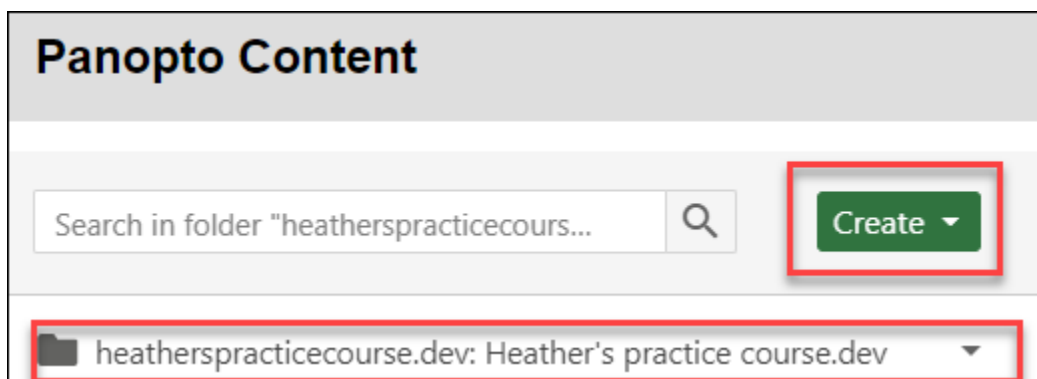 Panopto Content
Search in folder "heatherspracticecours...
Create
heatherspracticecourse.dev: Heather's practice course.dev